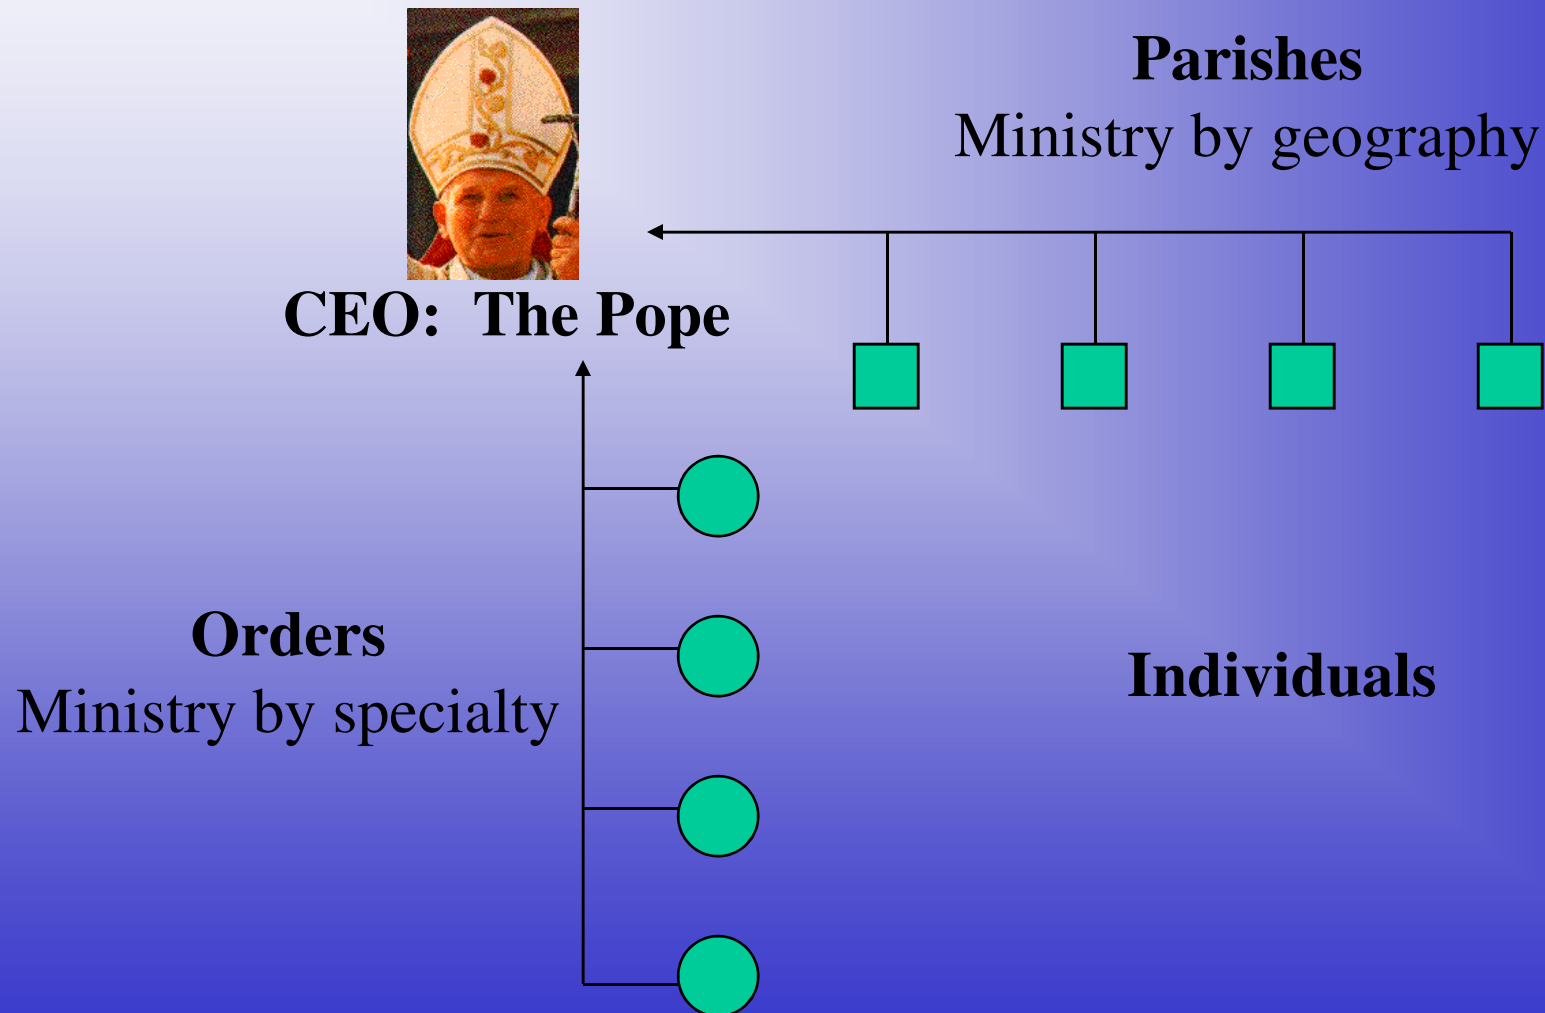 Parishes
Ministry by geography
CEO:  The Pope
Orders
Ministry by specialty
Individuals